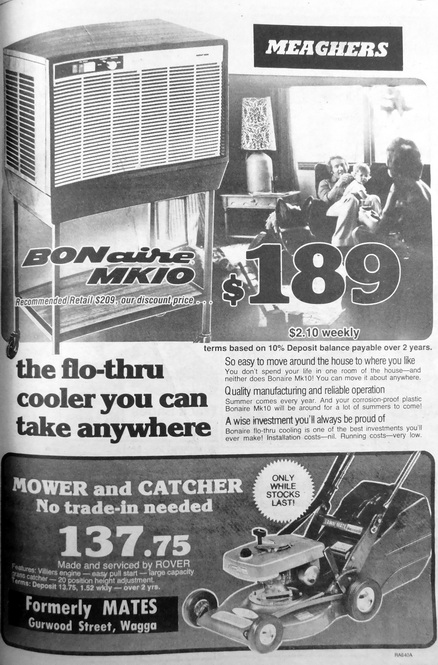 MEAGHERS
BONaire
MK10
Recommended Retail $209, our discount price....
$189
$2.10 weekly
terms based on 10% Deposit balance payable over 2 years.
the flo-thru
cooler you can
take anywhere
So easy to move around the house to where you like
You don't spend your life in one room of the house—and
neither does Bonaire Mk10! You can move it about anywhere.
Quality manufacturing and reliable operation
Summer comes every year. And your corrosion-proof plastic
Bonaire Mk10 will be around for a lot of summers to come!
A wise investment you'll always be proud of
Bonaire flo-thru cooling is one of the best investments you'll
ever make! Installation costs—nil. Running costs—very low.
MOWER and CATCHER
No trade-in needed
137.75
Made and serviced by ROVER
Features: Villiers engine — easy pull start — large capacity
grass catcher — 20 position height adjustment.
Terms: Deposit 13.75, 1.52 wkly — over 2 yrs.
ONLY
WHILE
STOCKS
LAST!
Formerly MATES
Gurwood Street, Wagga